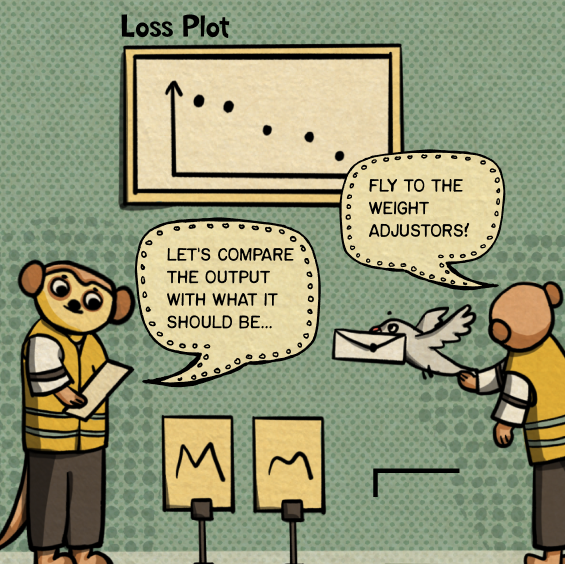 Loss Plot
FLY TO THE
WEIGHT
ADJUSTORS!
LET'S COMPARE
THE OUTPUT
WITH WHAT IT
SHOULD BE...
M